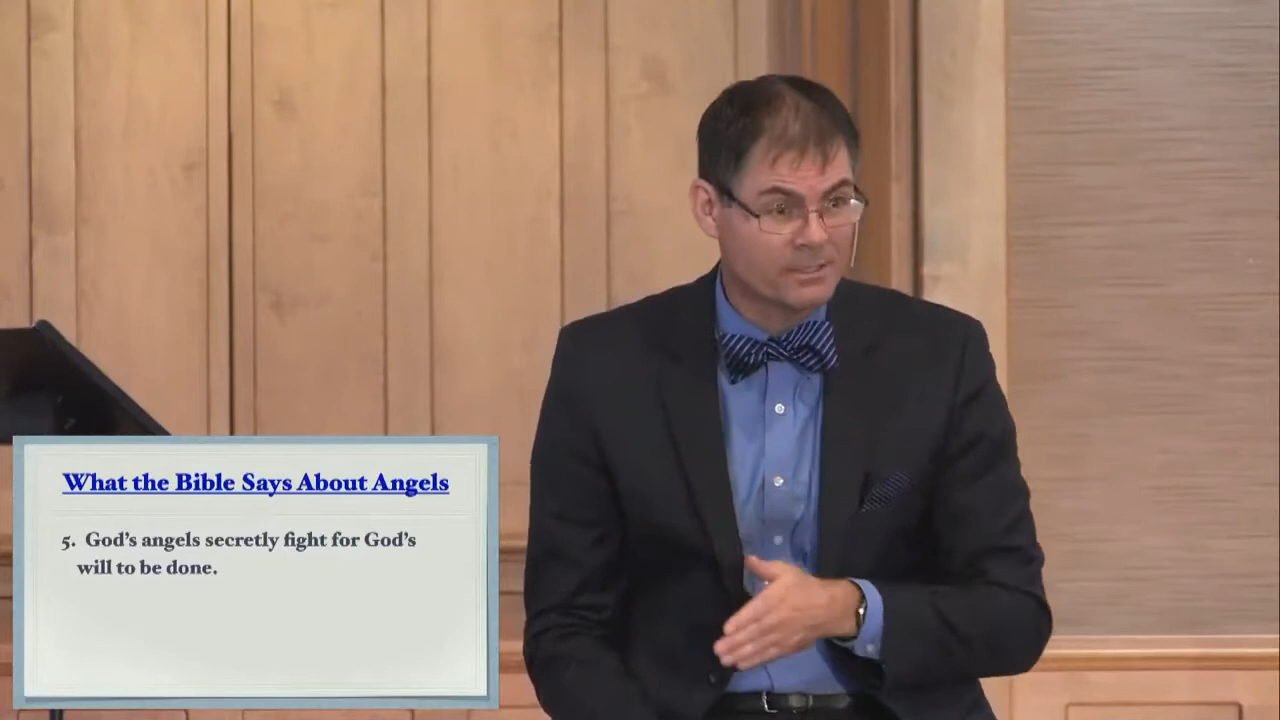 What the Bible Says About Angels
5. God’s angels secretly fight for God’s
will to be done.